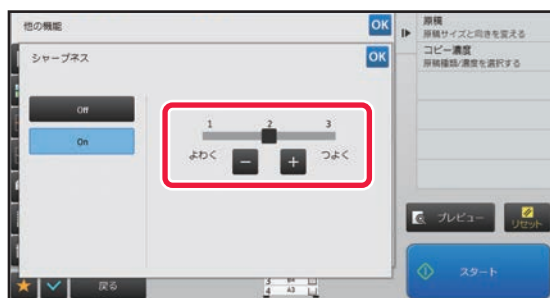 他の機能
OK
シャープネス
OK
Off
On
1 2 3
よわく − + つよく
原稿
原稿サイズと向きを変える
コピー濃度
原稿種類/濃度を選択する
プレビュー
リセット
スタート
戻る
4 A3